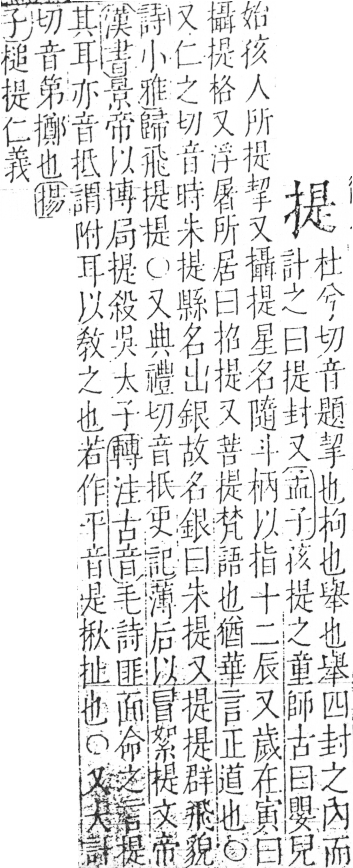 提
杜兮切音題挈也枸也舉也舉四封之內而
計之曰提封又孟子孩提之童師古曰嬰兒
始孩人所提挈又攝提星名隨斗柄以指十二辰又歲在寅曰
攝提格又浮屠所居曰招提又菩提梵語也猶華言正道也○
又仁之切音時朱提縣名出銀故名銀曰朱提又提提群飛貌
詩小雅歸飛提提○又典禮切音抵史記薄后以冒絮提文帝
漢書景帝以博局提殺吳太子轉注古音毛詩匪面命之言提
其耳亦音抵謂附耳以教之也若作平音是揪扯也○又大計
切音第擲也揚
子槌提仁義